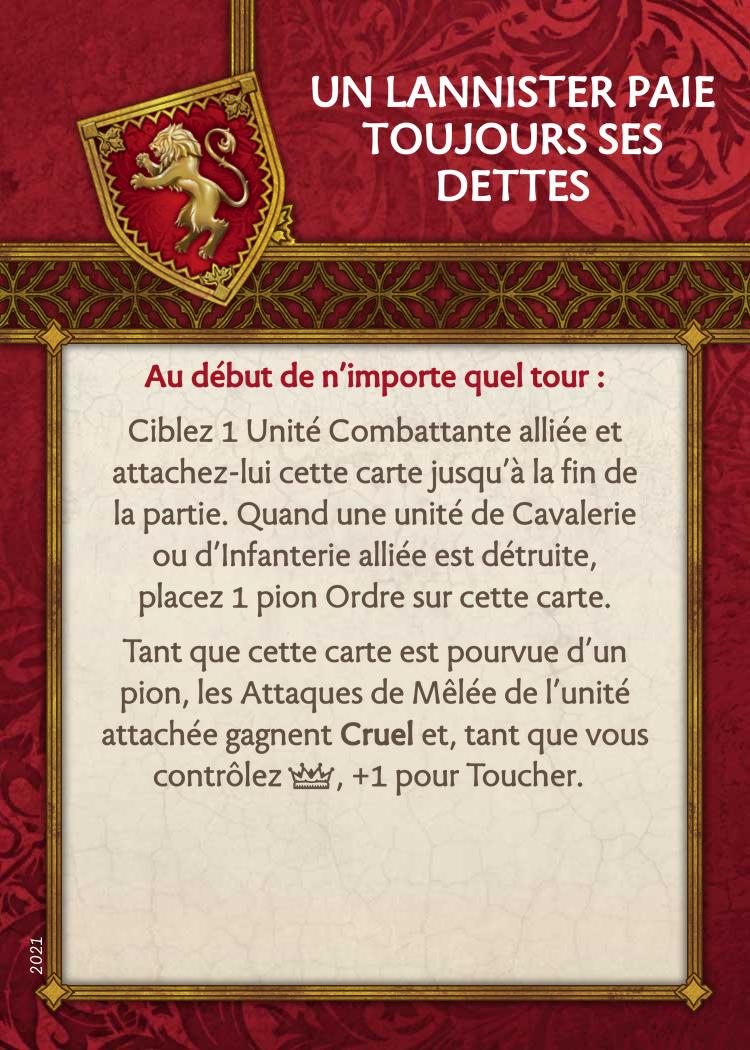 UN LANNISTER PAIE
TOUJOURS SES
DETTES
Au début de n'importe quel tour :
Ciblez 1 Unité Combattante alliée et
attachez-lui cette carte jusqu'à la fin de
la partie. Quand une unité de Cavalerie
ou d'Infanterie alliée est détruite,
placez 1 pion Ordre sur cette carte.
Tant que cette carte est pourvue d'un
pion, les Attaques de Mêlée de l'unité
attachée gagnent Cruel et, tant que vous
contrôlez , +1 pour Toucher.
2021